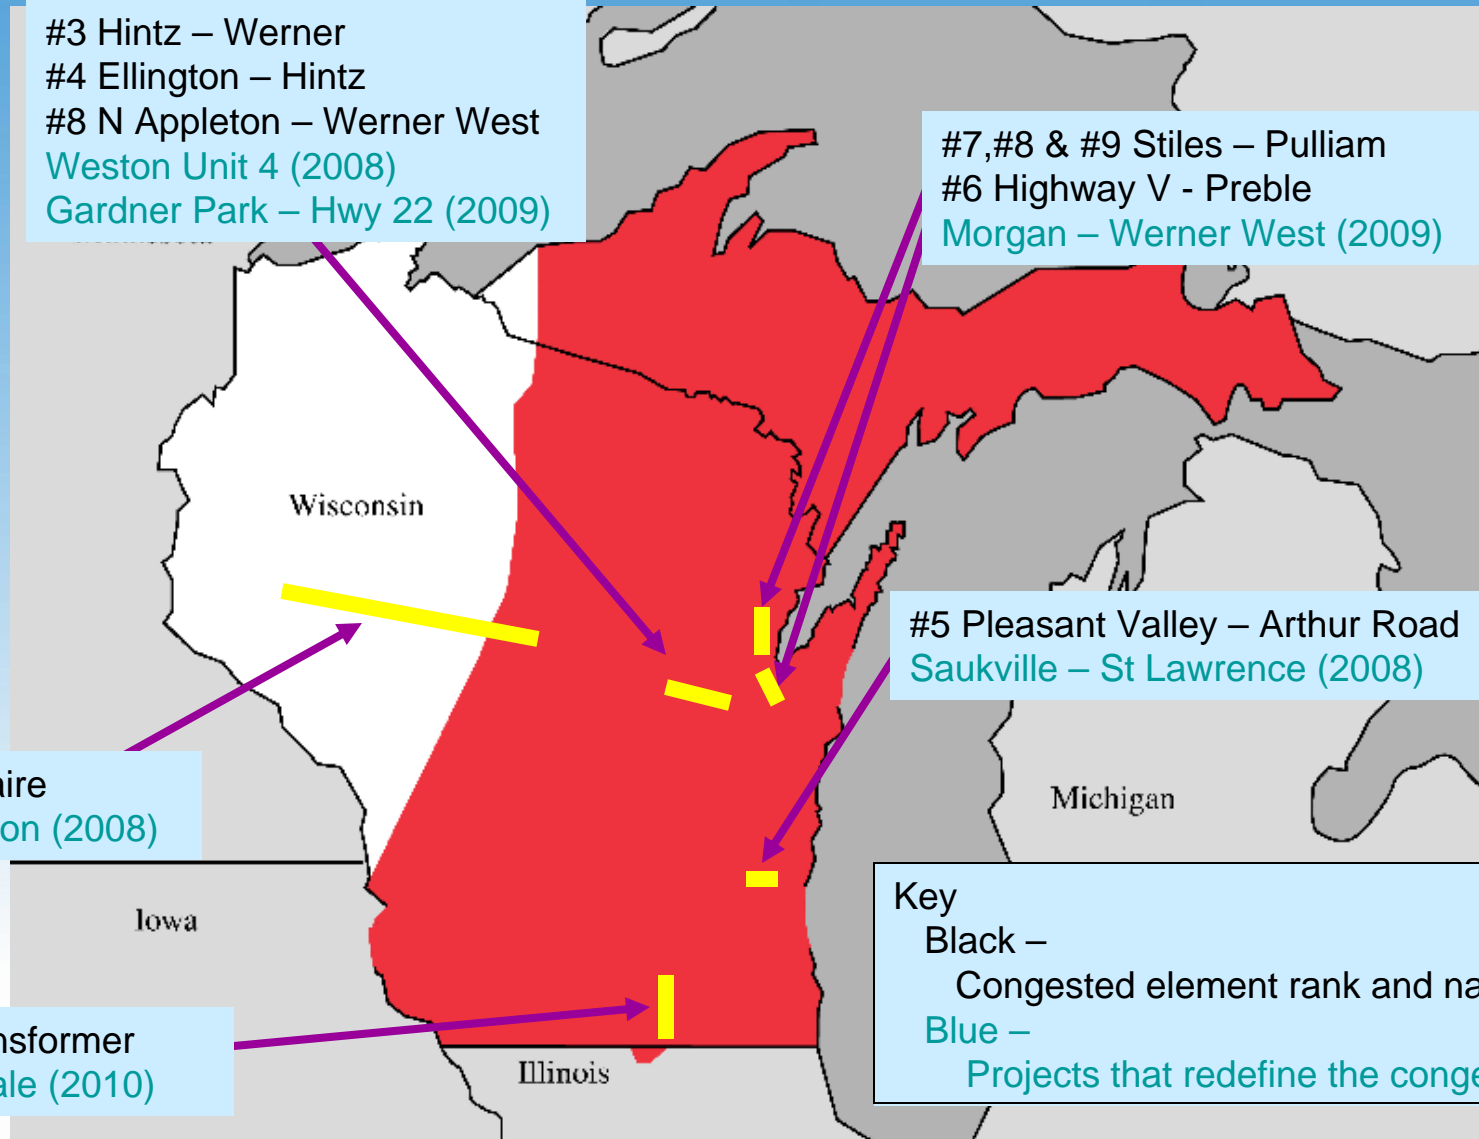 #3 Hintz – Werner
#4 Ellington – Hintz
#8 N Appleton – Werner West
Weston Unit 4 (2008)
Gardner Park – Hwy 22 (2009)
#7,#8 & #9 Stiles – Pulliam
#6 Highway V - Preble
Morgan – Werner West (2009)
Wisconsin
#5 Pleasant Valley – Arthur Road
Saukville – St Lawrence (2008)
aire
on (2008)
Michigan
Iowa
Key
Black –
Congested element rank and na
Blue –
Projects that redefine the conge
nsformer
ale (2010)
Illinois